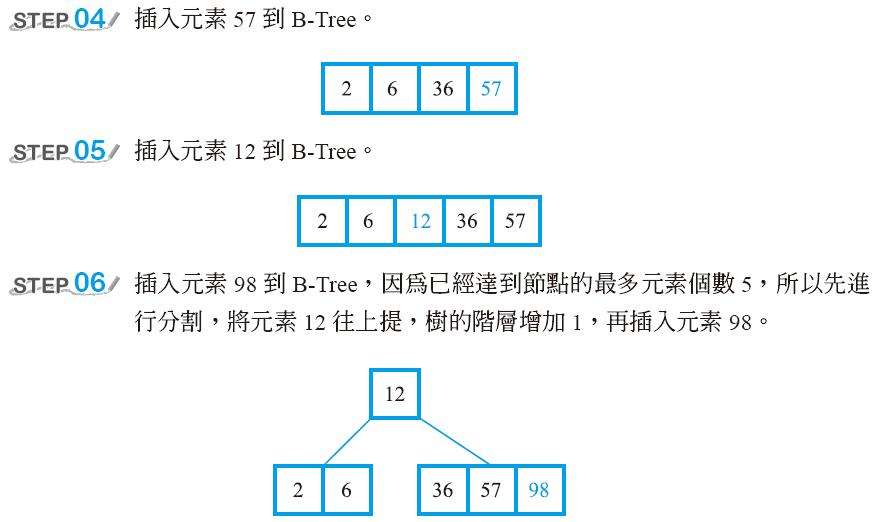 STEP 04 插入元素 57 到 B-Tree。
2 6 36 57
STEP 05 插入元素 12 到 B-Tree。
2 6 12 36 57
STEP 06 插入元素 98 到 B-Tree，因為已經達到節點的最多元素個數 5，所以先進
行分割，將元素 12 往上提，樹的階層增加 1，再插入元素 98。
12
2 6 36 57 98